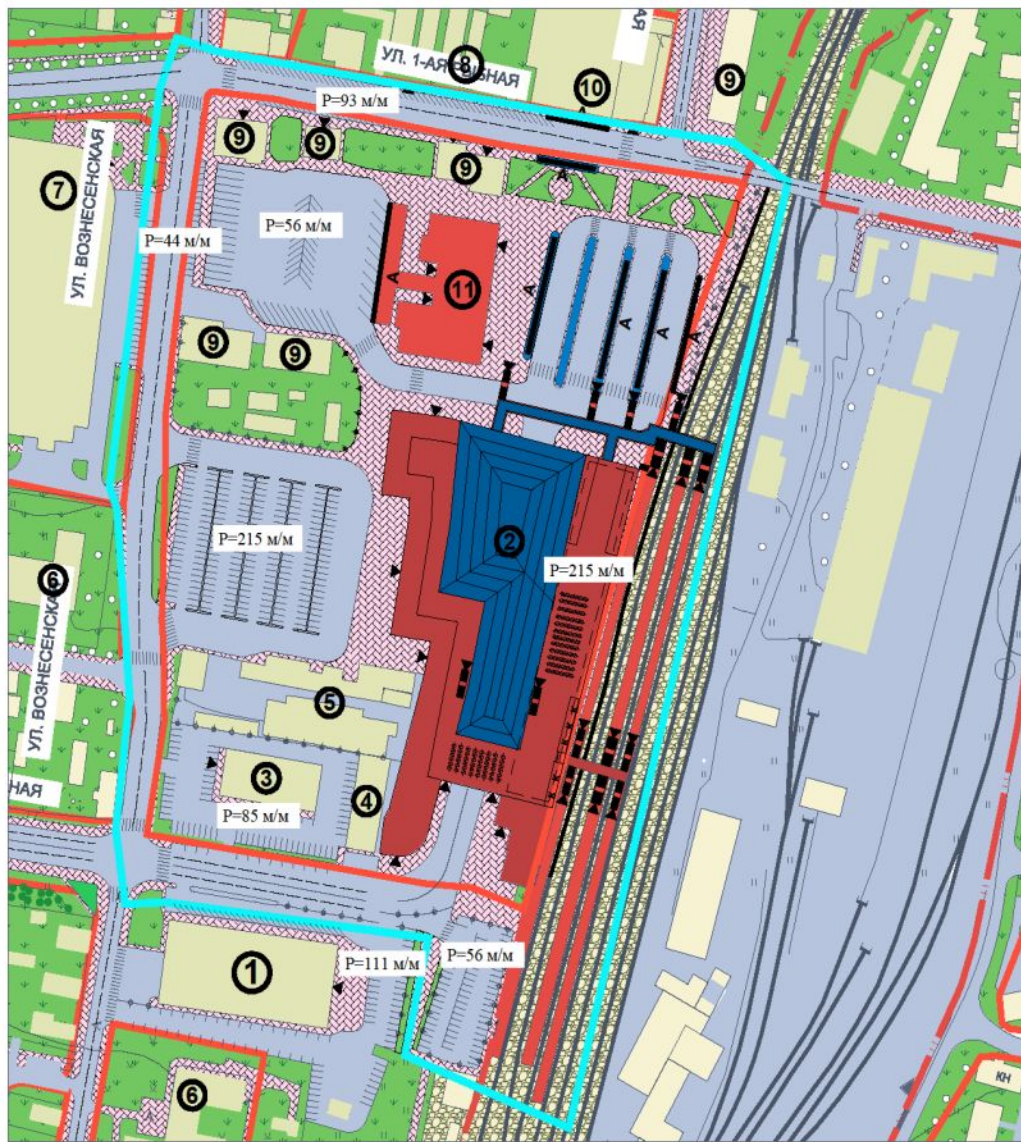 АЯ
УЛ. 1-АЯ
НАЯ
8
10
9
Р=93 м/м
9
9
9
А
7
УЛ. ВОЗНЕСЕНСКАЯ
Р=44 м/м
Р=56 м/м
А
11
А
А
А
А
9
9
2
Р=215 м/м
Р=215 м/м
6
УЛ. ВОЗНЕСЕНСКАЯ
5
3
4
НАЯ
Р=85 м/м
1
Р=111 м/м
Р=56 м/м
6
КН